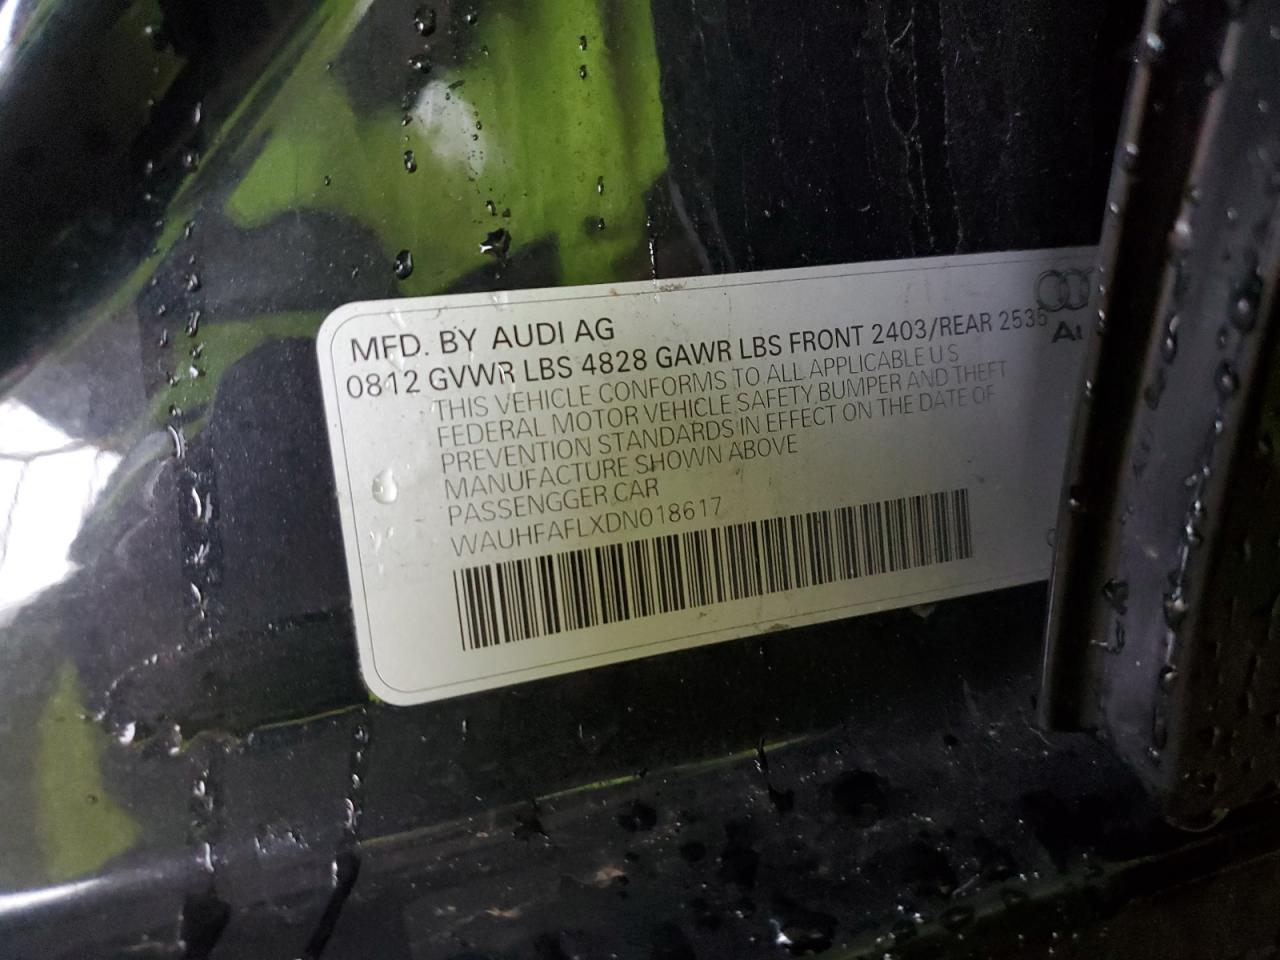 MFD. BY AUDI AG
0812 GVWR LBS 4828 GAWR LBS FRONT 2403/REAR 2535
THIS VEHICLE CONFORMS TO ALL APPLICABLE U S
FEDERAL MOTOR VEHICLE SAFETY,BUMPER AND THEFT
PREVENTION STANDARDS IN EFFECT ON THE DATE OF
MANUFACTURE SHOWN ABOVE
PASSENGGER CAR
WAUHFAFLXDN018617